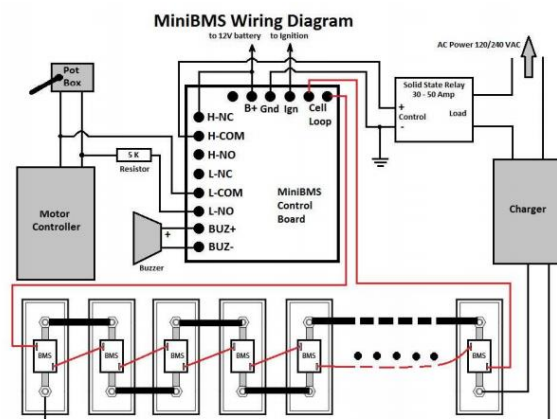 MiniBMS Wiring Diagram
to 12V battery
to Ignition
AC Power 120/240 VAC
Pot
Box
B+
Gnd
Ign
Cell
Loop
Solid State Relay
30 - 50 Amp
+
Control
-
Load
H-NC
H-COM
H-NO
L-NC
L-COM
L-NO
BUZ+
BUZ-
5 K
Resistor
MiniBMS
Control
Board
Motor
Controller
Charger
+
Buzzer
BMS
BMS
BMS
BMS
BMS
BMS